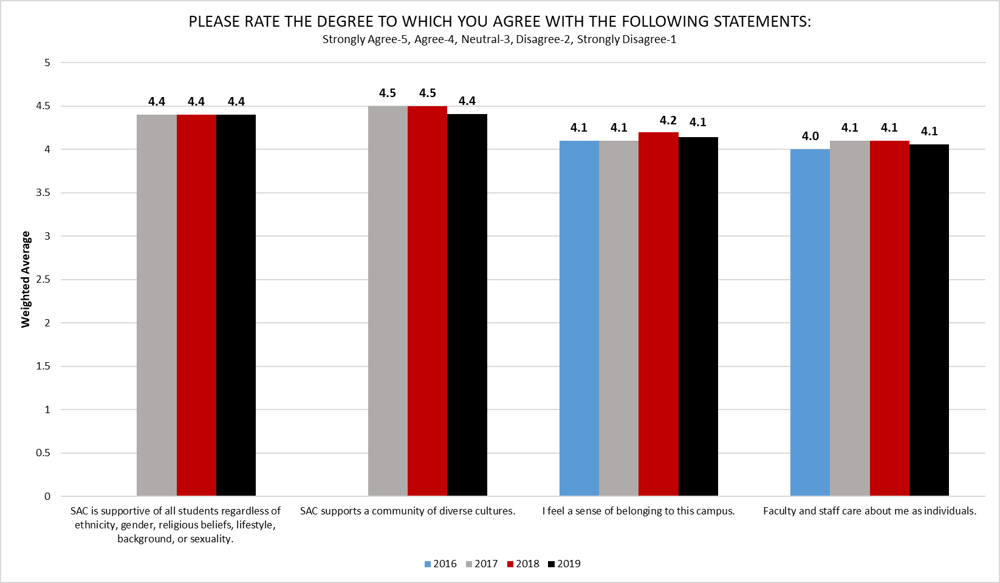 PLEASE RATE THE DEGREE TO WHICH YOU AGREE WITH THE FOLLOWING STATEMENTS:
Strongly Agree-5, Agree-4, Neutral-3, Disagree-2, Strongly Disagree-1
Weighted Average
5
4.5
4
3.5
3
2.5
2
1.5
1
0.5
0
4.4 4.4 4.4
4.5 4.5 4.4
4.1 4.1 4.2 4.1
4.0 4.1 4.1 4.1
SAC is supportive of all students regardless of
ethnicity, gender, religious beliefs, lifestyle,
background, or sexuality.
SAC supports a community of diverse cultures.
I feel a sense of belonging to this campus.
Faculty and staff care about me as individuals.
2016 2017 2018 2019